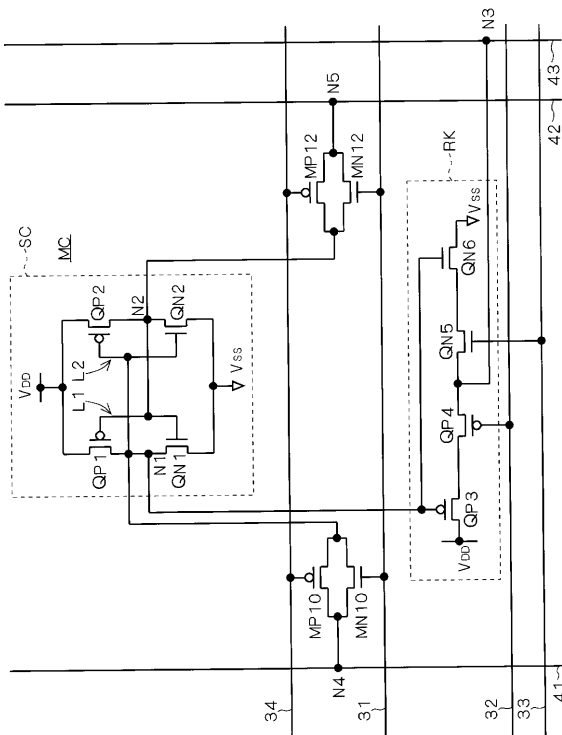 SC
MC
VDD
L1 L2
QP1
QP2
N1
N2
QN1
QN2
VSS
N3
N5
N4
MP12
MN12
MP10
MN10
34
31
RK
VSS
QN6
QN5
QP4
QP3
VDD
32
33
41
42
43